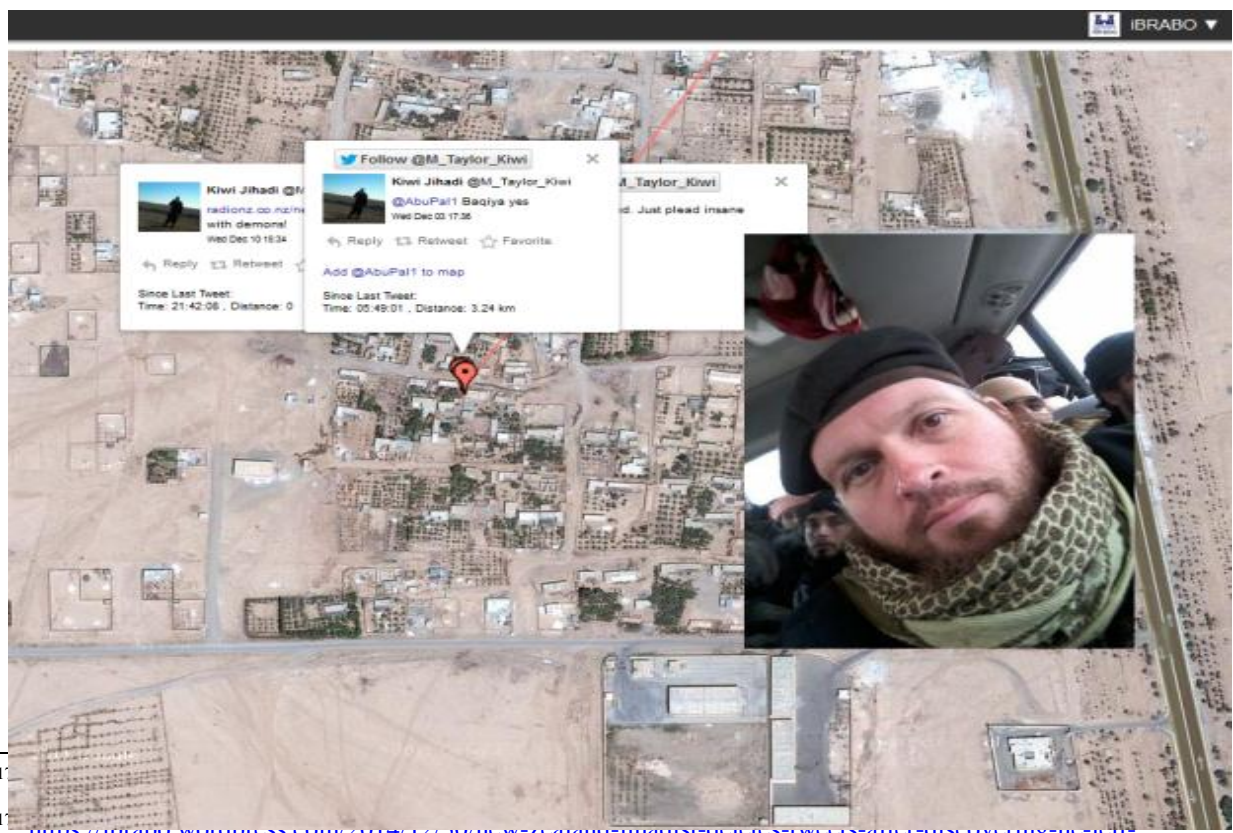 iBRABO ▼
Follow @M_Taylor_Kiwi
Kiwi Jihadi @M_Taylor_Kiwi
@AbuPal1 Baqiya yes
Wed Dec 03 17:36
Reply Retweet Favorite
Add @AbuPal1 to map
Since Last Tweet:
Time: 05:49:01 , Distance: 3.24 km
Kiwi Jihadi @M
radionz.co.nz/ne
with demons!
Wed Dec 10 15:34
Reply Retweet
Since Last Tweet:
Time: 21:42:06 , Distance: 0
M_Taylor_Kiwi
d. Just plead insane